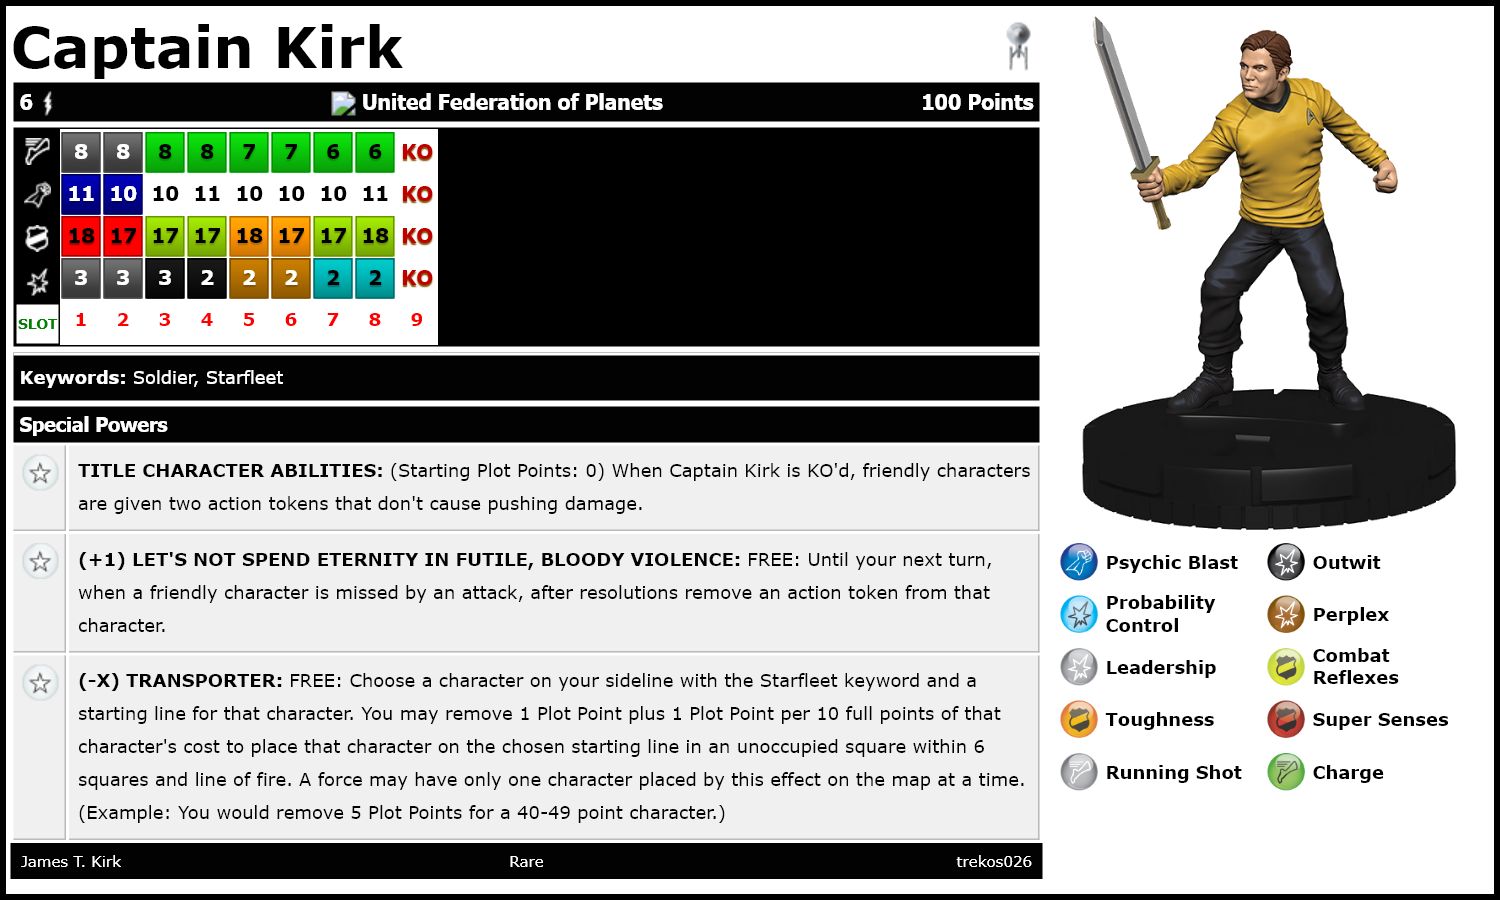 Captain Kirk
6 United Federation of Planets 100 Points
8 8 8 8 7 7 6 6 KO
11 10 10 11 10 10 10 11 KO
18 17 17 17 18 17 17 18 KO
3 3 3 2 2 2 2 2 KO
SLOT 1 2 3 4 5 6 7 8 9
Keywords: Soldier, Starfleet
Special Powers
TITLE CHARACTER ABILITIES: (Starting Plot Points: 0) When Captain Kirk is KO'd, friendly characters
are given two action tokens that don't cause pushing damage.
(+1) LET'S NOT SPEND ETERNITY IN FUTILE, BLOODY VIOLENCE: FREE: Until your next turn,
when a friendly character is missed by an attack, after resolutions remove an action token from that
character.
(-X) TRANSPORTER: FREE: Choose a character on your sideline with the Starfleet keyword and a
starting line for that character. You may remove 1 Plot Point plus 1 Plot Point per 10 full points of that
character's cost to place that character on the chosen starting line in an unoccupied square within 6
squares and line of fire. A force may have only one character placed by this effect on the map at a time.
(Example: You would remove 5 Plot Points for a 40-49 point character.)
James T. Kirk Rare trekos026
Psychic Blast Outwit
Probability
Control
Perplex
Leadership
Combat
Reflexes
Toughness Super Senses
Running Shot Charge